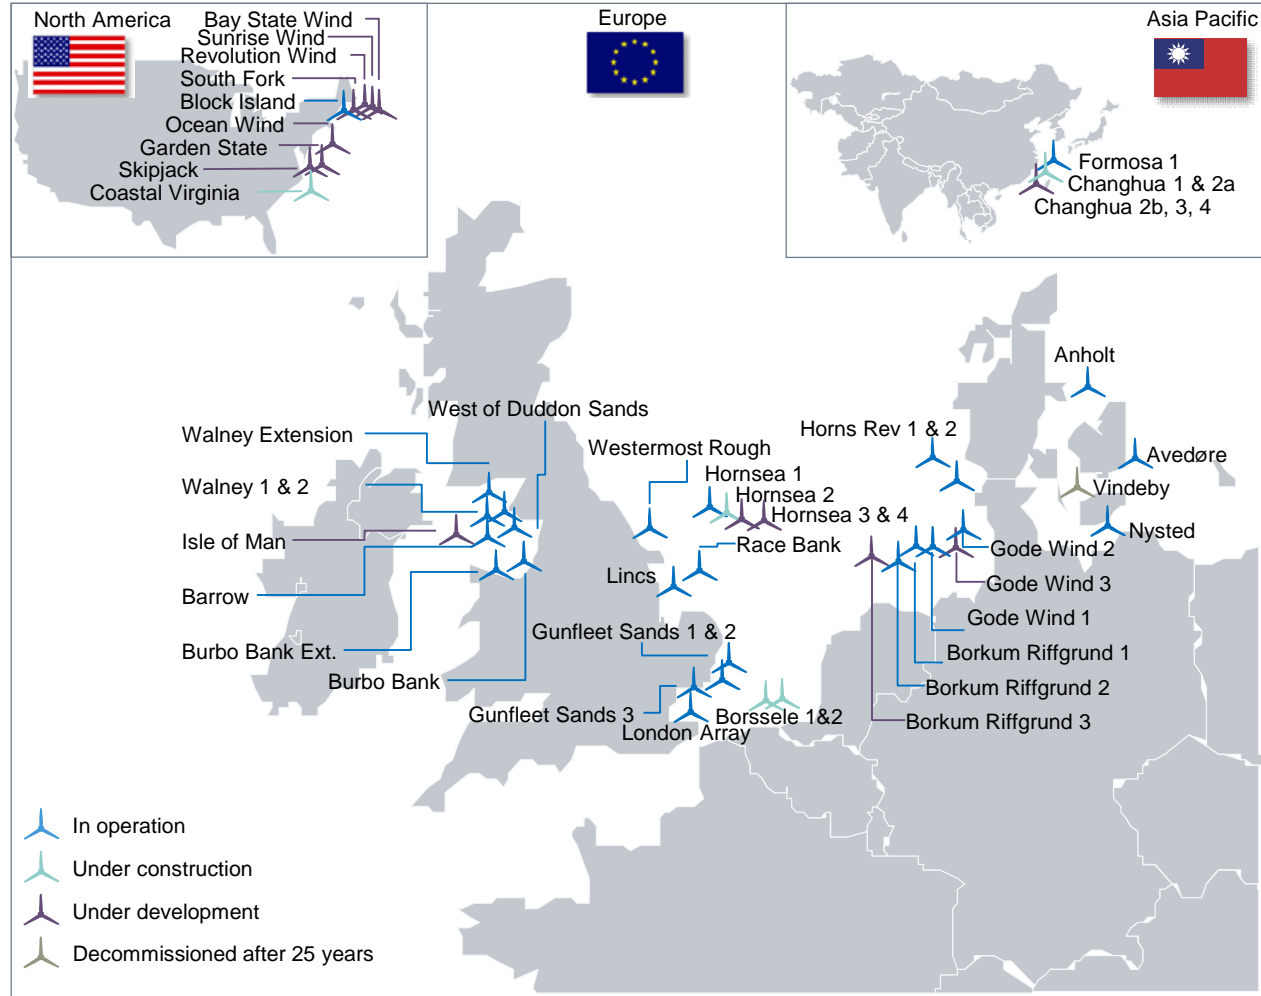 North America
Bay State Wind
Sunrise Wind
Revolution Wind
South Fork
Block Island
Ocean Wind
Garden State
Skipjack
Coastal Virginia
Europe
Asia Pacific
Formosa 1
Changhua 1 & 2a
Changhua 2b, 3, 4
West of Duddon Sands
Walney Extension
Walney 1 & 2
Isle of Man
Barrow
Burbo Bank Ext.
Burbo Bank
Westermost Rough
Hornsea 1
Hornsea 2
Hornsea 3 & 4
Race Bank
Lincs
Gunfleet Sands 1 & 2
Gunfleet Sands 3
London Array
Borssele 1&2
Anholt
Horns Rev 1 & 2
Avedøre
Vindeby
Nysted
Gode Wind 2
Gode Wind 3
Gode Wind 1
Borkum Riffgrund 1
Borkum Riffgrund 2
Borkum Riffgrund 3
In operation
Under construction
Under development
Decommissioned after 25 years